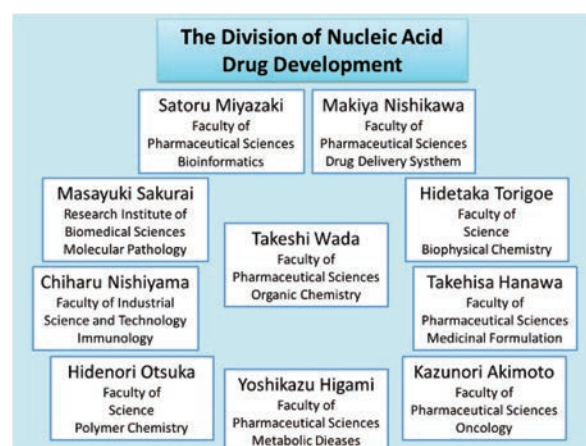 The Division of Nucleic Acid
Drug Development
Satoru Miyazaki
Faculty of
Pharmaceutical Sciences
Bioinformatics
Makiya Nishikawa
Faculty of
Pharmaceutical Sciences
Drug Delivery Systhem
Masayuki Sakurai
Research Institute of
Biomedical Sciences
Molecular Pathology
Hidetaka Torigoe
Faculty of
Science
Biophysical Chemistry
Takeshi Wada
Faculty of
Pharmaceutical Sciences
Organic Chemistry
Chiharu Nishiyama
Faculty of Industrial
Science and Technology
Immunology
Takehisa Hanawa
Faculty of
Pharmaceutical Sciences
Medicinal Formulation
Hidenori Otsuka
Faculty of
Science
Polymer Chemistry
Yoshikazu Higami
Faculty of
Pharmaceutical Sciences
Metabolic Dieases
Kazunori Akimoto
Faculty of
Pharmaceutical Sciences
Oncology